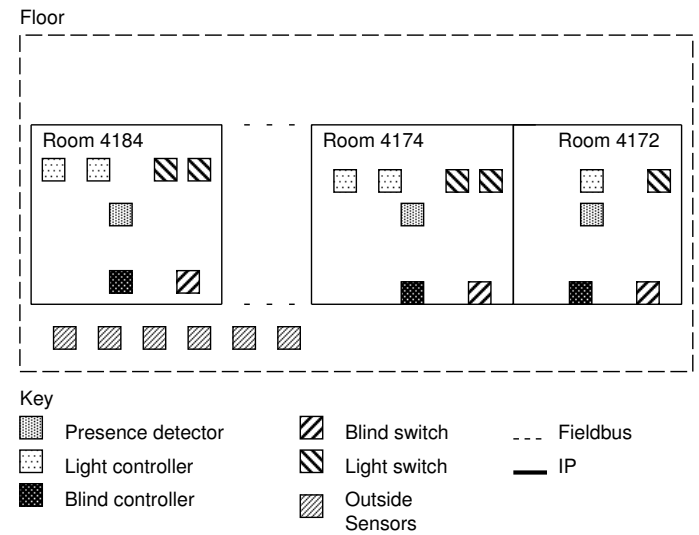 Floor
Room 4184
Room 4174
Room 4172
Key
Presence detector
Blind switch
Fieldbus
Light controller
Light switch
IP
Blind controller
Outside
Sensors